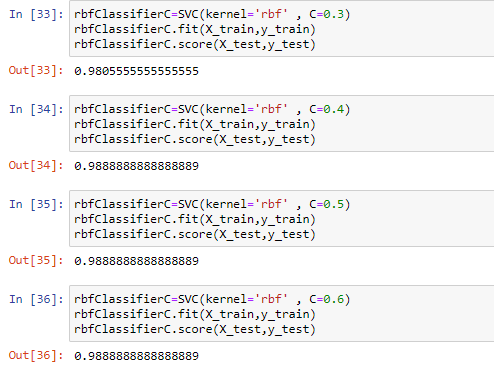 In [33]: rbfClassifierC=SVC(kernel='rbf' , C=0.3)
rbfClassifierC.fit(X_train,y_train)
rbfClassifierC.score(X_test,y_test)
Out[33]: 0.9805555555555555
In [34]: rbfClassifierC=SVC(kernel='rbf' , C=0.4)
rbfClassifierC.fit(X_train,y_train)
rbfClassifierC.score(X_test,y_test)
Out[34]: 0.9888888888888889
In [35]: rbfClassifierC=SVC(kernel='rbf' , C=0.5)
rbfClassifierC.fit(X_train,y_train)
rbfClassifierC.score(X_test,y_test)
Out[35]: 0.9888888888888889
In [36]: rbfClassifierC=SVC(kernel='rbf' , C=0.6)
rbfClassifierC.fit(X_train,y_train)
rbfClassifierC.score(X_test,y_test)
Out[36]: 0.9888888888888889